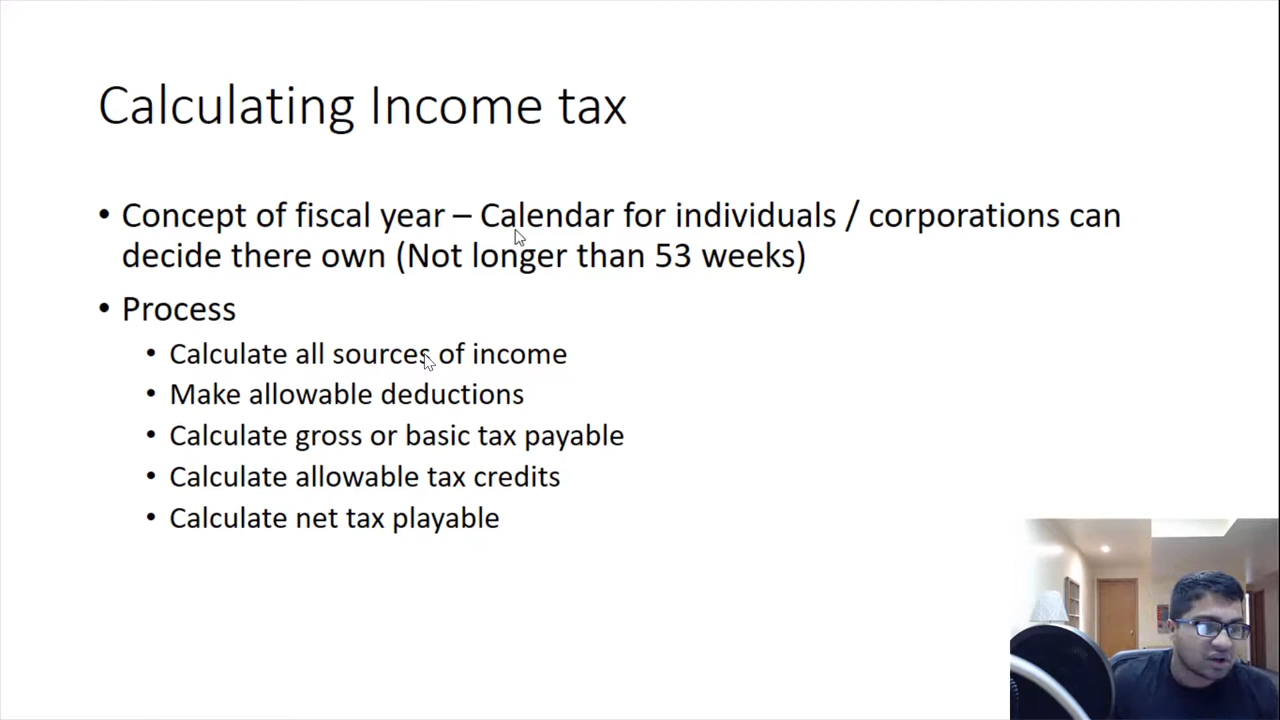 Calculating Income tax
• Concept of fiscal year – Calendar for individuals / corporations can
decide there own (Not longer than 53 weeks)
• Process
• Calculate all sources of income
• Make allowable deductions
• Calculate gross or basic tax payable
• Calculate allowable tax credits
• Calculate net tax playable